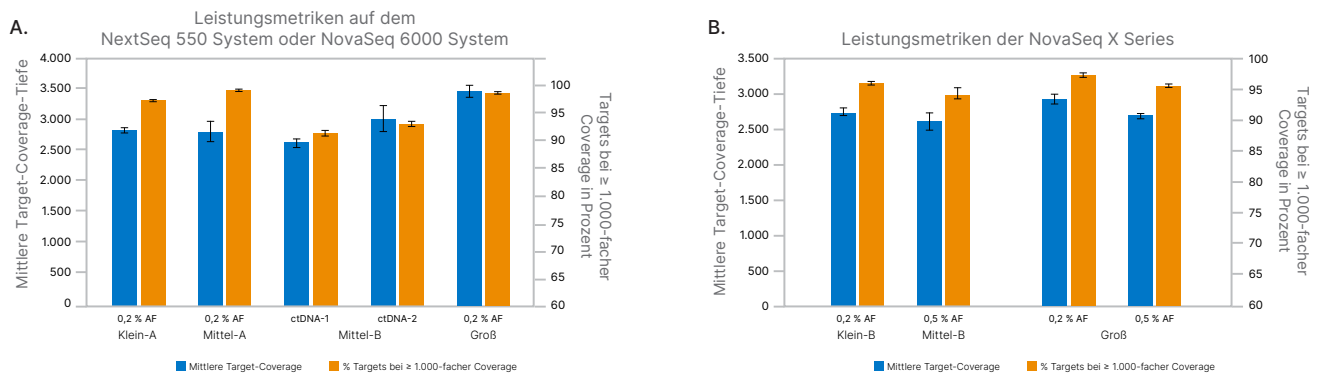 A.
Leistungsmetriken auf dem
NextSeq 550 System oder NovaSeq 6000 System
Mittlere Target-Coverage-Tiefe
4.000
3.500
3.000
2.500
2.000
1.500
1.000
500
0
100
95
90
85
80
75
70
65
60
Targets bei ≥ 1.000-facher
Coverage in Prozent
0,2 % AF
0,2 % AF
ctDNA-1
ctDNA-2
0,2 % AF
Klein-A
Mittel-A
Mittel-B
Groß
Mittlere Target-Coverage
% Targets bei ≥ 1.000-facher Coverage
B.
Leistungsmetriken der NovaSeq X Series
Mittlere Target-Coverage-Tiefe
3.500
3.000
2.500
2.000
1.500
1.000
500
0
100
95
90
85
80
75
70
65
60
Targets bei ≥ 1.000-facher
Coverage in Prozent
0,2 % AF
0,5 % AF
0,2 % AF
0,5 % AF
Klein-B
Mittel-B
Groß
Mittlere Target-Coverage
% Targets bei ≥ 1.000-facher Coverage